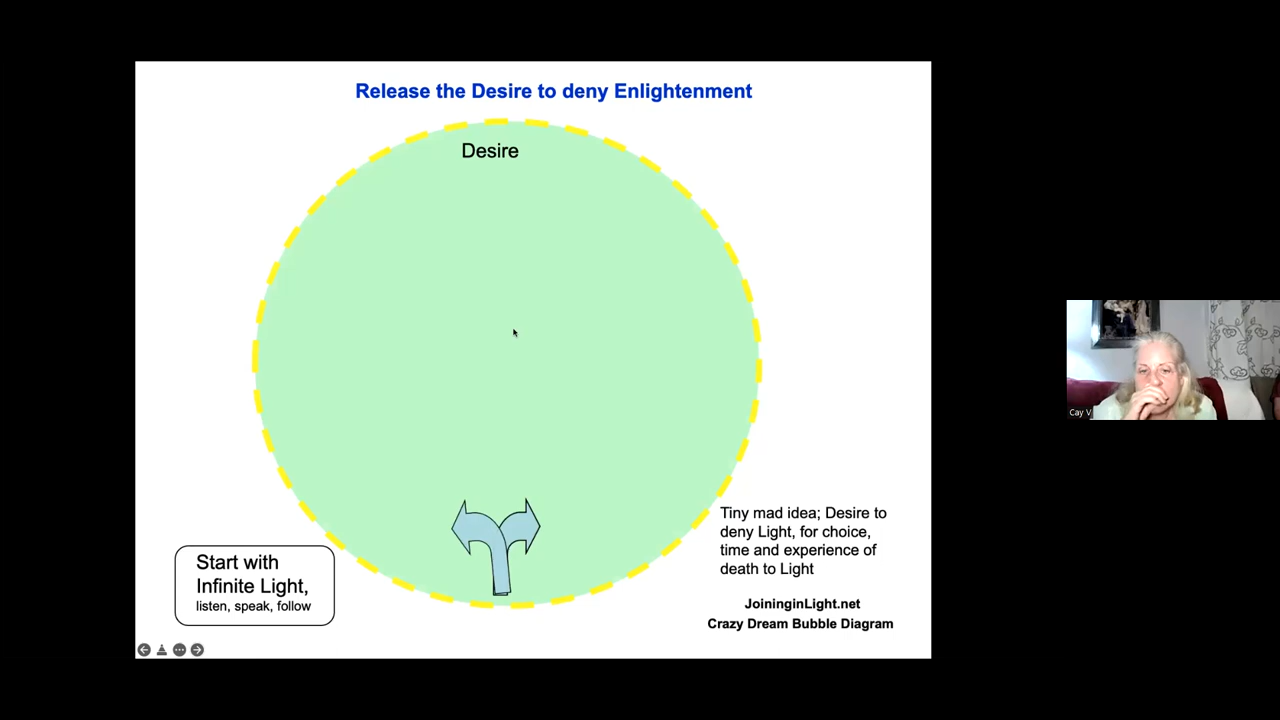 Release the Desire to deny Enlightenment
Desire
Tiny mad idea; Desire to
deny Light, for choice,
time and experience of
death to Light
Start with
Infinite Light,
listen, speak, follow
JoininginLight.net
Crazy Dream Bubble Diagram
Cay V